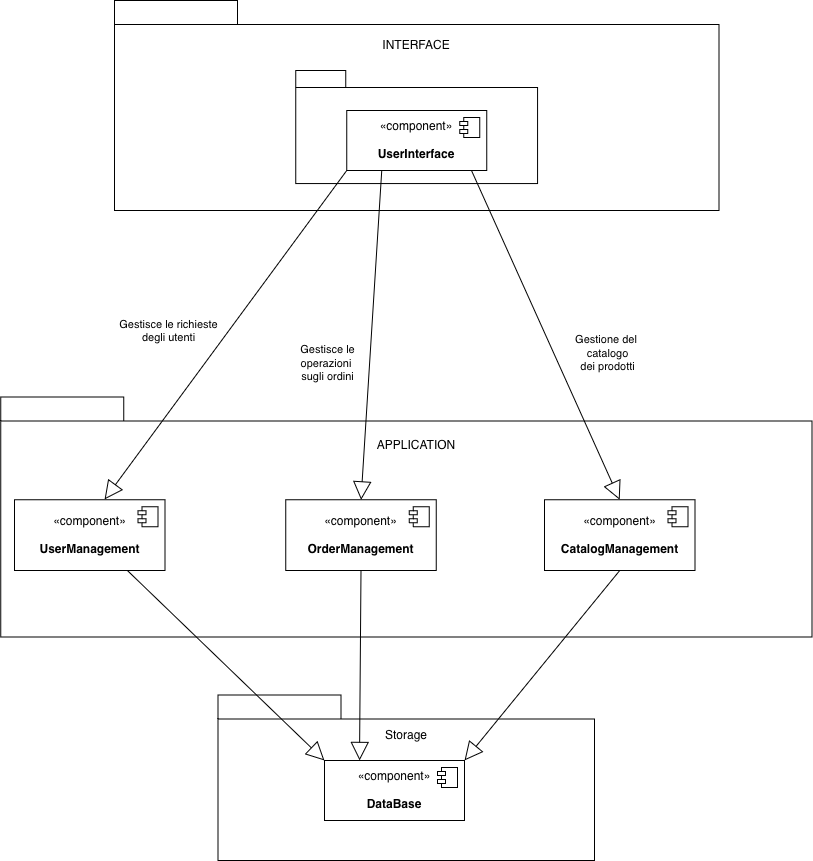 INTERFACE
«component»
UserInterface
Gestisce le richieste
degli utenti
Gestisce le
operazioni
sugli ordini
Gestione del
catalogo
dei prodotti
APPLICATION
«component»
UserManagement
«component»
OrderManagement
«component»
CatalogManagement
Storage
«component»
DataBase